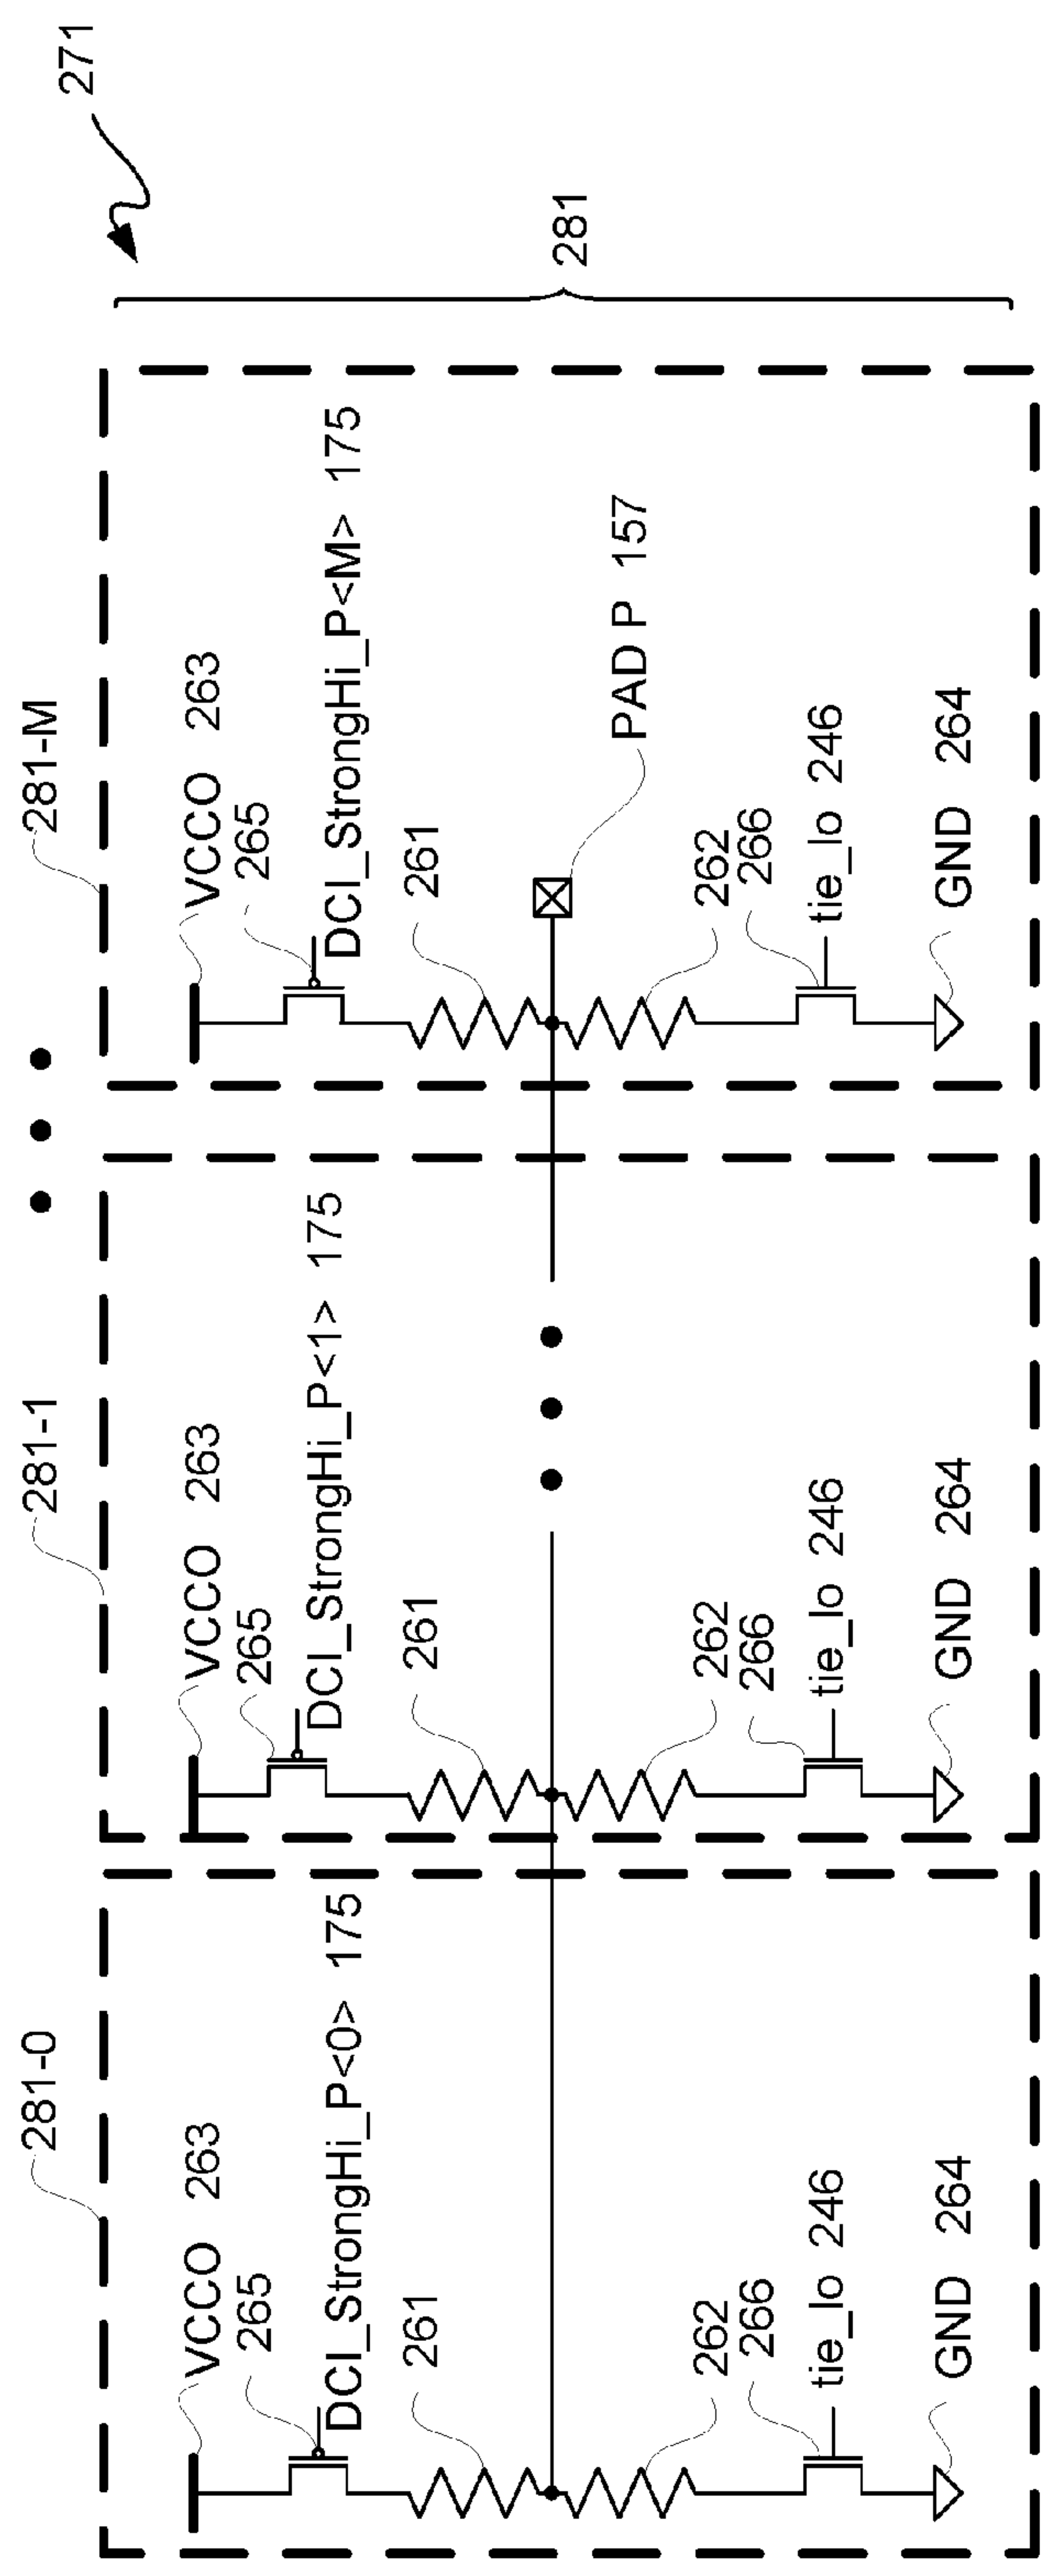 271
281-0
281-1
281-M
281
VCCO 263
265
DCI_StrongHi_P<0> 175
261
262
266
tie_lo 246
GND 264
VCCO 263
265
DCI_StrongHi_P<1> 175
261
262
266
tie_lo 246
GND 264
VCCO 263
265
DCI_StrongHi_P<M> 175
261
PAD P 157
262
266
tie_lo 246
GND 264